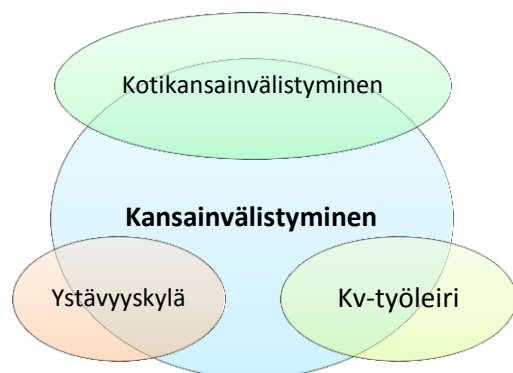 Kotikansainvälistyminen
Kansainvälistyminen
Ystävyyskylä
Kv-työleiri